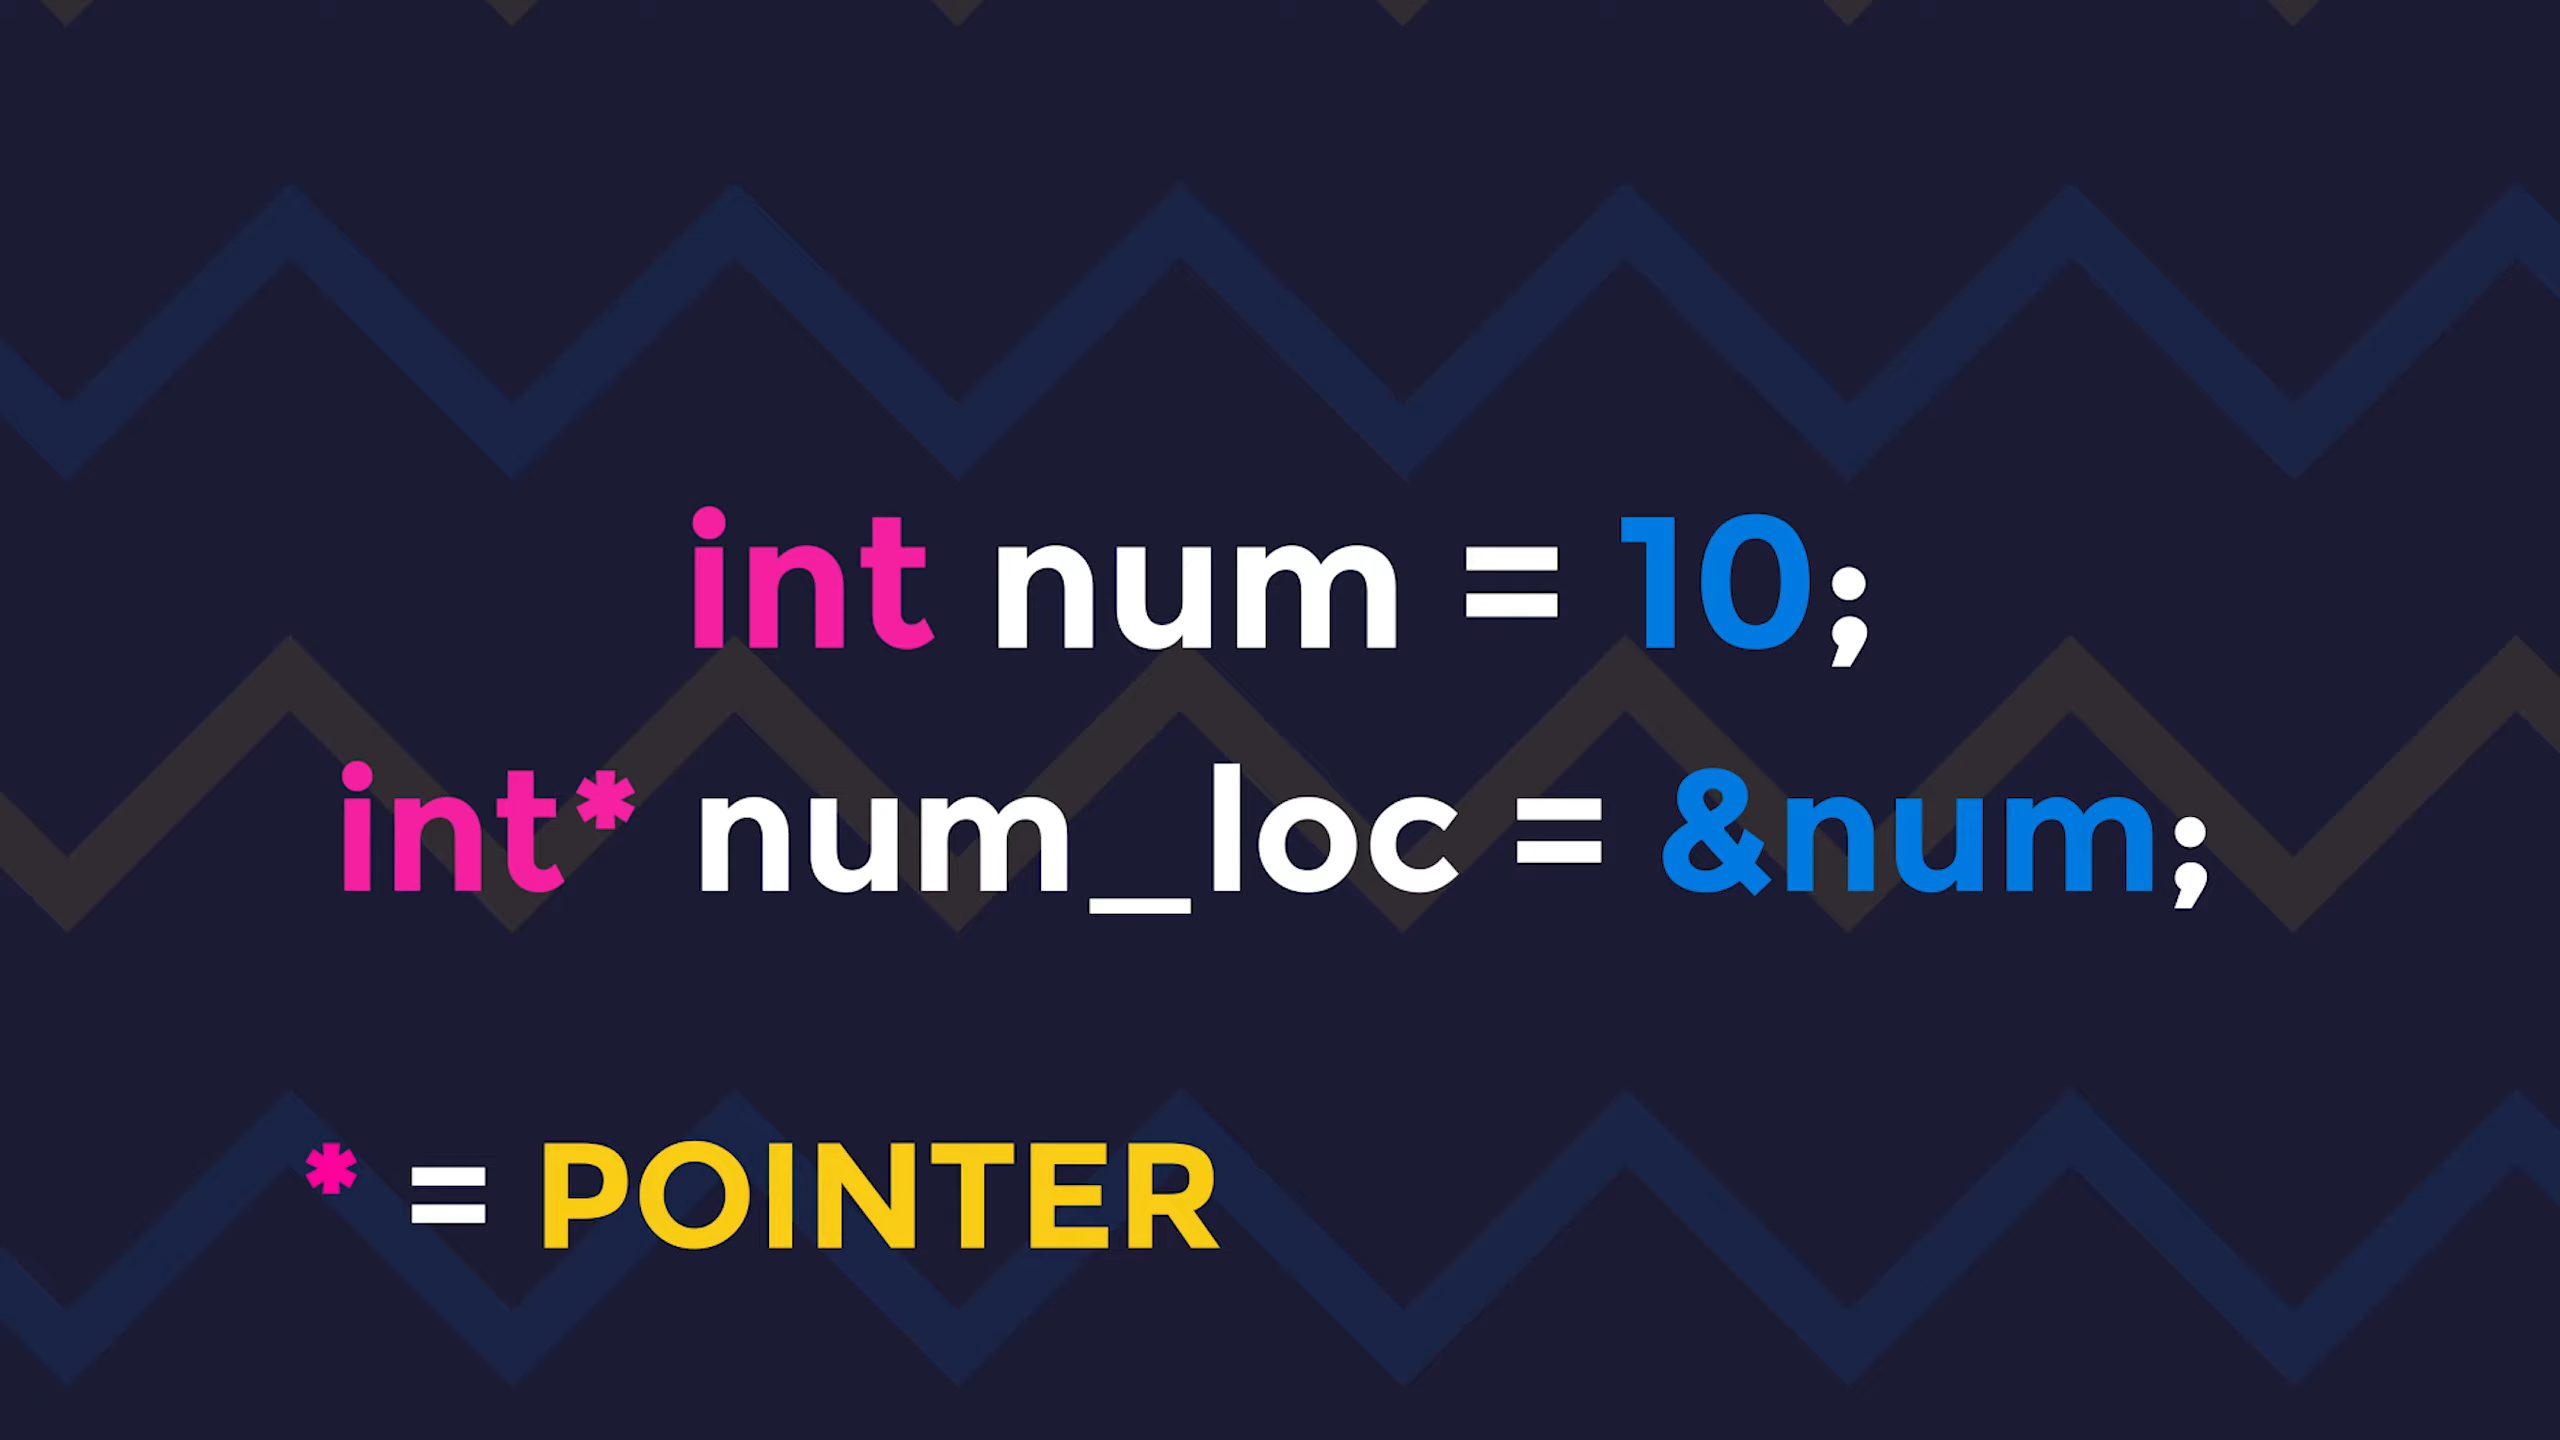 int num = 10;
int* num_loc = &num;
* = POINTER